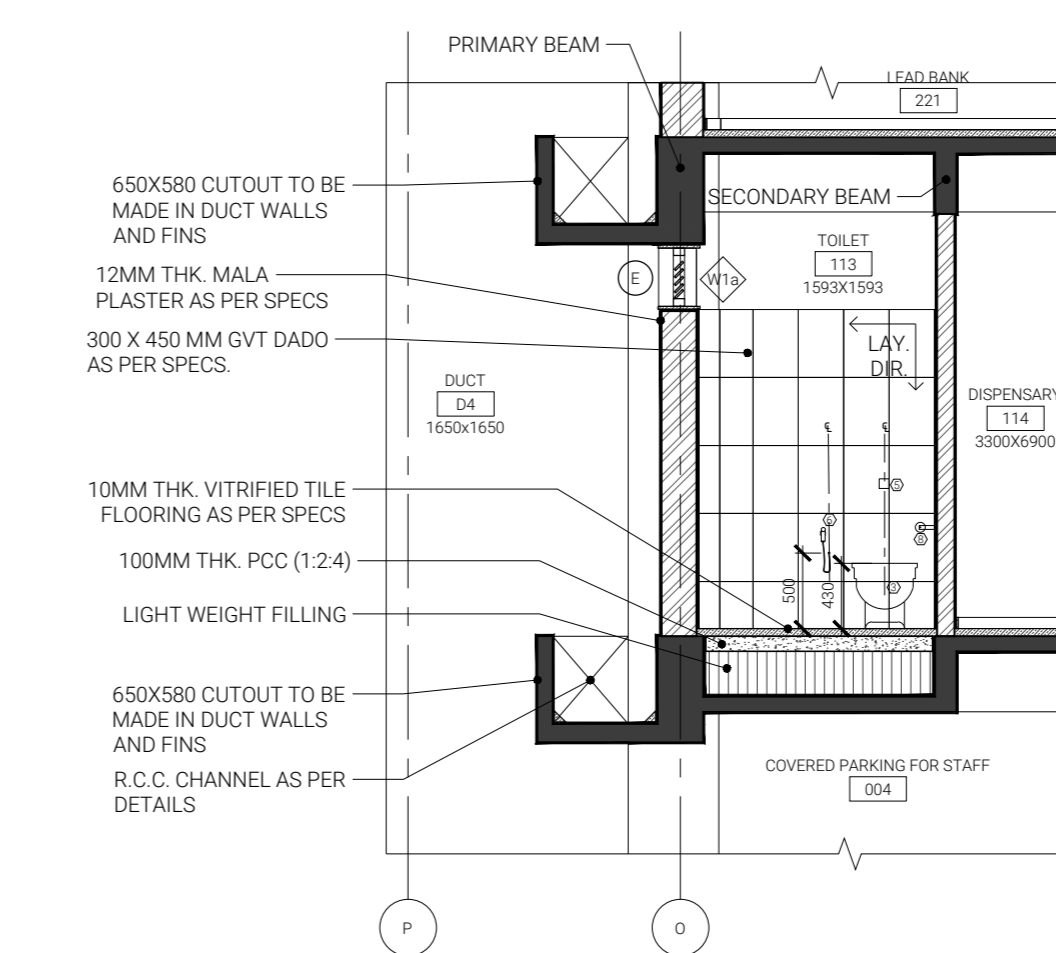 PRIMARY BEAM
LEAD BANK
221
650X580 CUTOUT TO BE
MADE IN DUCT WALLS
AND FINS
SECONDARY BEAM
TOILET
113
1593X1593
12MM THK. MALA
PLASTER AS PER SPECS
E
W1a
300 X 450 MM GVT DADO
AS PER SPECS.
LAY.
DIR.
DUCT
D4
1650x1650
DISPENSARY
114
3300X6900
℄
℄
10MM THK. VITRIFIED TILE
FLOORING AS PER SPECS
5
6
8
100MM THK. PCC (1:2:4)
500
430
3
LIGHT WEIGHT FILLING
650X580 CUTOUT TO BE
MADE IN DUCT WALLS
AND FINS
R.C.C. CHANNEL AS PER
DETAILS
COVERED PARKING FOR STAFF
004
P
O